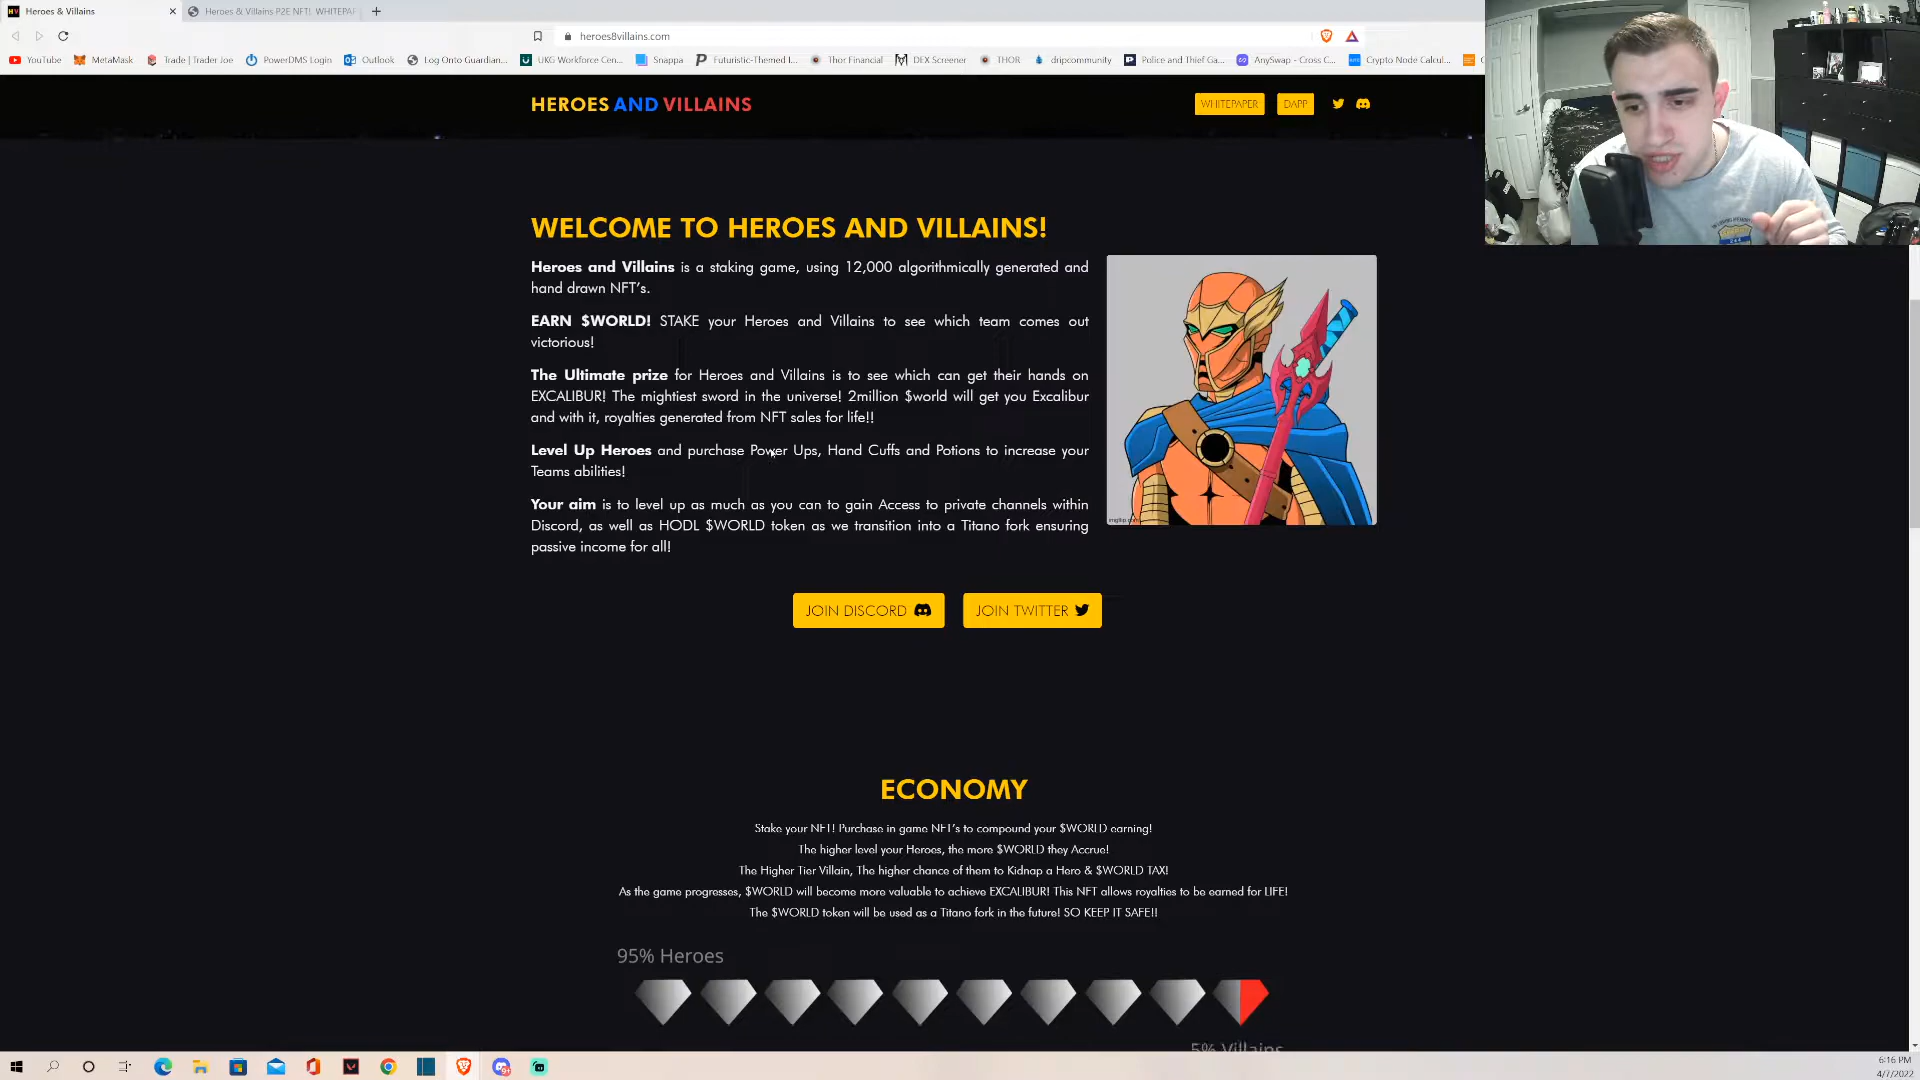 Heroes & Villains
Heroes & Villains P2E NFT!. WHITEPAP
heroes8villains.com
YouTube
MetaMask
Trade | Trader Joe
PowerDMS Login
Outlook
Log Onto Guardian...
UKG Workforce Cen...
Snappa
Futuristic-Themed I...
Thor Financial
DEX Screener
THOR
dripcommunity
Police and Thief Ga...
AnySwap - Cross C...
Crypto Node Calcul...
HEROES AND VILLAINS
WHITEPAPER
DAPP
WELCOME TO HEROES AND VILLAINS!
Heroes and Villains is a staking game, using 12,000 algorithmically generated and
hand drawn NFT's.
EARN $WORLD! STAKE your Heroes and Villains to see which team comes out
victorious!
The Ultimate prize for Heroes and Villains is to see which can get their hands on
EXCALIBUR! The mightiest sword in the universe! 2million $world will get you Excalibur
and with it, royalties generated from NFT sales for life!!
Level Up Heroes and purchase Power Ups, Hand Cuffs and Potions to increase your
Teams abilities!
Your aim is to level up as much as you can to gain Access to private channels within
Discord, as well as HODL $WORLD token as we transition into a Titano fork ensuring
passive income for all!
imgflip.com
JOIN DISCORD
JOIN TWITTER
ECONOMY
Stake your NFT! Purchase in game NFT's to compound your $WORLD earning!
The higher level your Heroes, the more $WORLD they Accrue!
The Higher Tier Villain, The higher chance of them to Kidnap a Hero & $WORLD TAX!
As the game progresses, $WORLD will become more valuable to achieve EXCALIBUR! This NFT allows royalties to be earned for LIFE!
The $WORLD token will be used as a Titano fork in the future! SO KEEP IT SAFE!!
95% Heroes
5% Villains
6:16 PM
4/7/2022